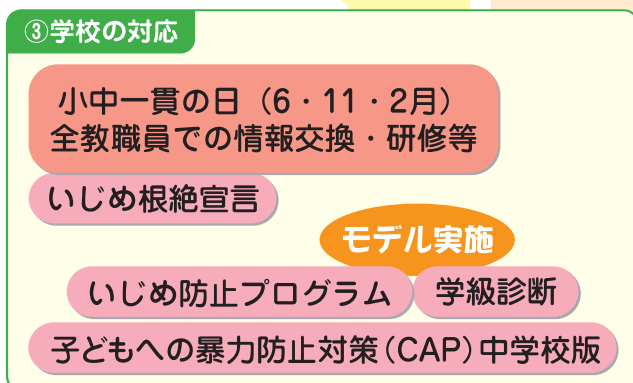 ③学校の対応
小中一貫の日（6・11・2月）
全教職員での情報交換・研修等
いじめ根絶宣言
モデル実施
いじめ防止プログラム
学級診断
子どもへの暴力防止対策（CAP）中学校版